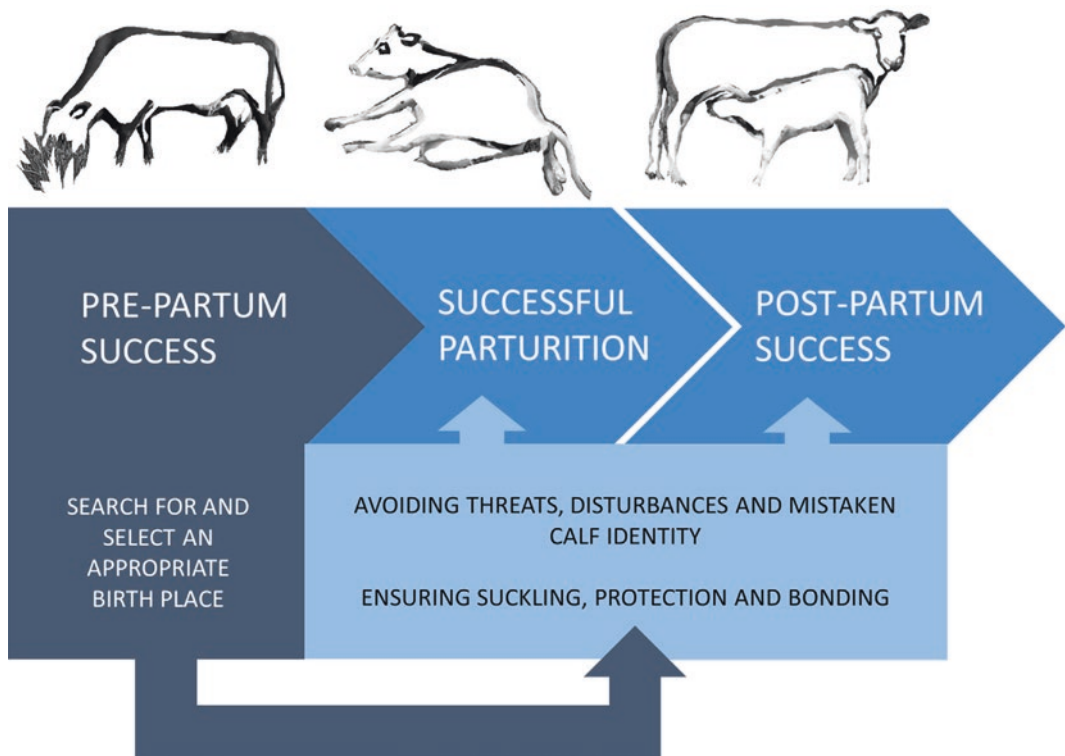 PRE-PARTUM
SUCCESS
SUCCESSFUL
PARTURITION
POST-PARTUM
SUCCESS
SEARCH FOR AND
SELECT AN
APPROPRIATE
BIRTH PLACE
AVOIDING THREATS, DISTURBANCES AND MISTAKEN
CALF IDENTITY
ENSURING SUCKLING, PROTECTION AND BONDING